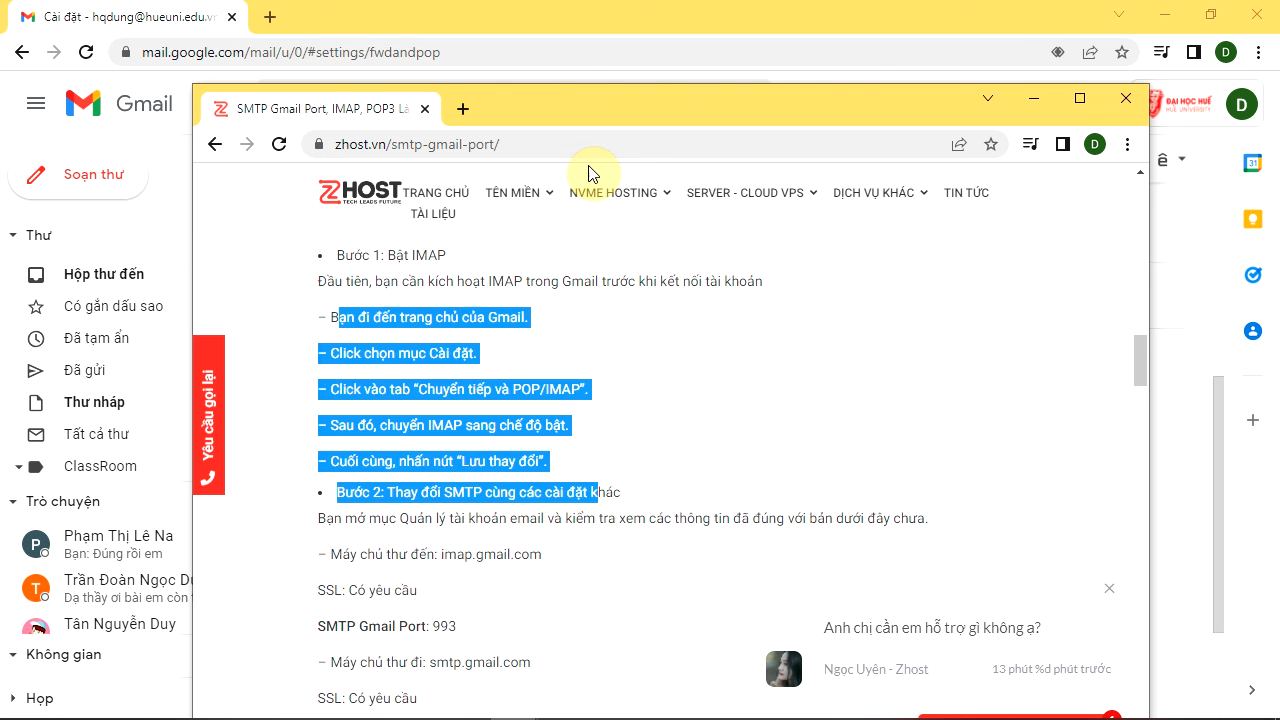 Cài đặt - hqdung@hueuni.edu.vn
mail.google.com/mail/u/0/#settings/fwdandpop
D
Gmail
ĐẠI HỌC HUẾ
HUE UNIVERSITY
D
Soạn thư
Thư
Hộp thư đến
Có gắn dấu sao
Đã tạm ẩn
Đã gửi
Thư nháp
Tất cả thư
ClassRoom
Trò chuyện
P
Phạm Thị Lê Na
Bạn: Đúng rồi em
T
Trần Đoàn Ngọc Du
Dạ thầy ơi bài em còn
Tân Nguyễn Duy
Không gian
Họp
31
SMTP Gmail Port, IMAP, POP3 Là
zhost.vn/smtp-gmail-port/
D
ZHOST
TECH LEADS FUTURE
TRANG CHỦ TÊN MIỀN NVME HOSTING SERVER - CLOUD VPS DỊCH VỤ KHÁC TIN TỨC
TÀI LIỆU
• Bước 1: Bật IMAP
Đầu tiên, bạn cần kích hoạt IMAP trong Gmail trước khi kết nối tài khoản
– Bạn đi đến trang chủ của Gmail.
– Click chọn mục Cài đặt.
– Click vào tab “Chuyển tiếp và POP/IMAP”.
– Sau đó, chuyển IMAP sang chế độ bật.
– Cuối cùng, nhấn nút “Lưu thay đổi”.
• Bước 2: Thay đổi SMTP cùng các cài đặt khác
Bạn mở mục Quản lý tài khoản email và kiểm tra xem các thông tin đã đúng với bản dưới đây chưa.
– Máy chủ thư đến: imap.gmail.com
SSL: Có yêu cầu
SMTP Gmail Port: 993
– Máy chủ thư đi: smtp.gmail.com
SSL: Có yêu cầu
Yêu cầu gọi lại
Anh chị cần em hỗ trợ gì không ạ?
Ngọc Uyên - Zhost
13 phút %d phút trước